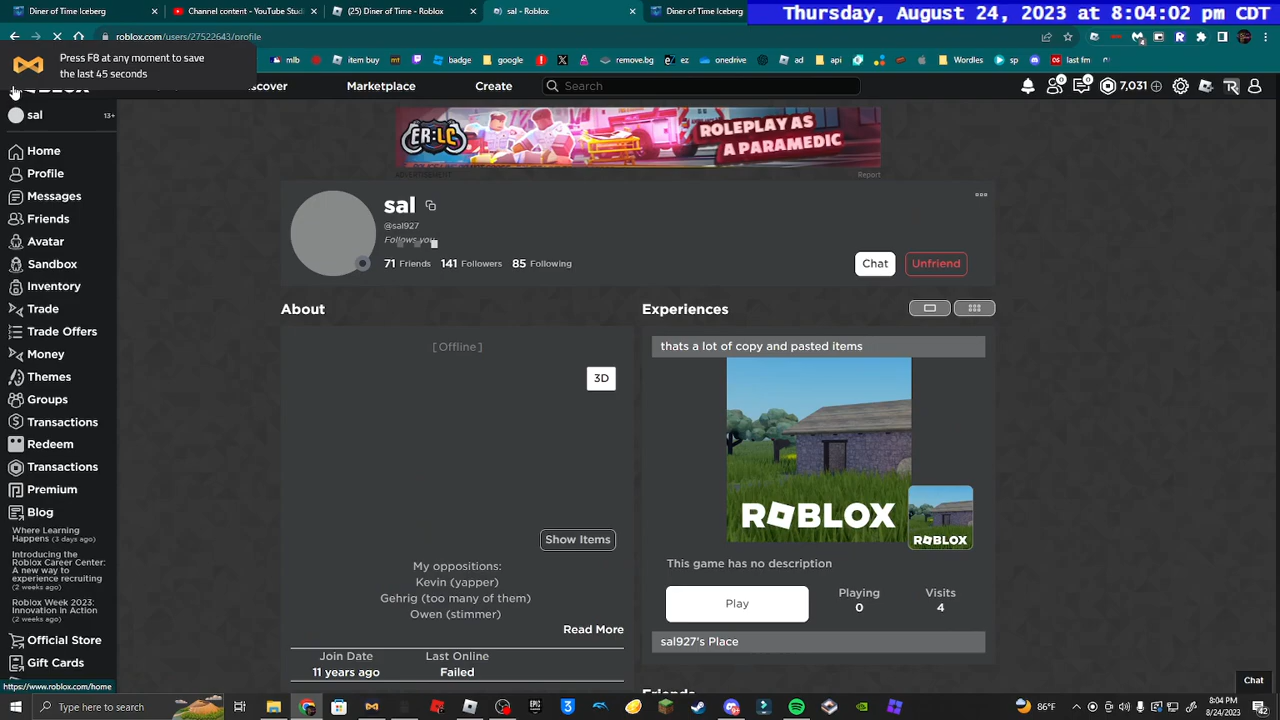 (5) Diner of Time Iceberg
Channel content - YouTube Studio
(5) Diner of Time - Roblox
sal - Roblox
(5) Diner of Time Iceberg
Thursday, August 24, 2023 at 8:04:02 pm CDT
roblox.com/users/27522643/profile
Press F8 at any moment to save
the last 45 seconds
mlb
item buy
badge
google
remove.bg
ez
onedrive
ad
api
Wordles
sp
last fm
Discover
Marketplace
Create
Search
7,031
sal
13+
Home
Profile
Messages
Friends
Avatar
Sandbox
Inventory
Trade
Trade Offers
Money
Themes
Groups
Transactions
Redeem
Transactions
Premium
Blog
Where Learning
Happens (3 days ago)
Introducing the
Roblox Career Center:
A new way to
experience recruiting
(2 weeks ago)
Roblox Week 2023:
Innovation in Action
(2 weeks ago)
Official Store
Gift Cards
https://www.roblox.com/home
ER:LC
ROLEPLAY AS
A PARAMEDIC
ADVERTISEMENT
Report
sal
@sal927
Follows you
71 Friends 141 Followers 85 Following
Chat
Unfriend
About
[Offline]
3D
Show Items
My oppositions:
Kevin (yapper)
Gehrig (too many of them)
Owen (stimmer)
Read More
Join Date
11 years ago
Last Online
Failed
Experiences
thats a lot of copy and pasted items
ROBLOX
ROBLOX
This game has no description
Play
Playing
0
Visits
4
sal927's Place
Friends
Chat
Type here to search
86°F
8:04 PM
8/24/2023